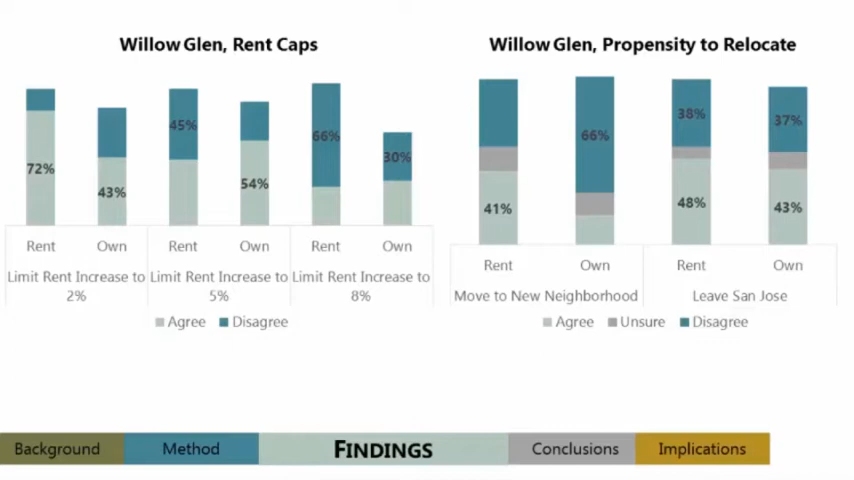 Willow Glen, Rent Caps
72%
43%
45%
54%
66%
30%
Rent Own Rent Own Rent Own
Limit Rent Increase to 2%
Limit Rent Increase to 5%
Limit Rent Increase to 8%
Agree Disagree
Willow Glen, Propensity to Relocate
41%
66%
38%
48%
37%
43%
Rent Own Rent Own
Move to New Neighborhood Leave San Jose
Agree Unsure Disagree
Background Method FINDINGS Conclusions Implications